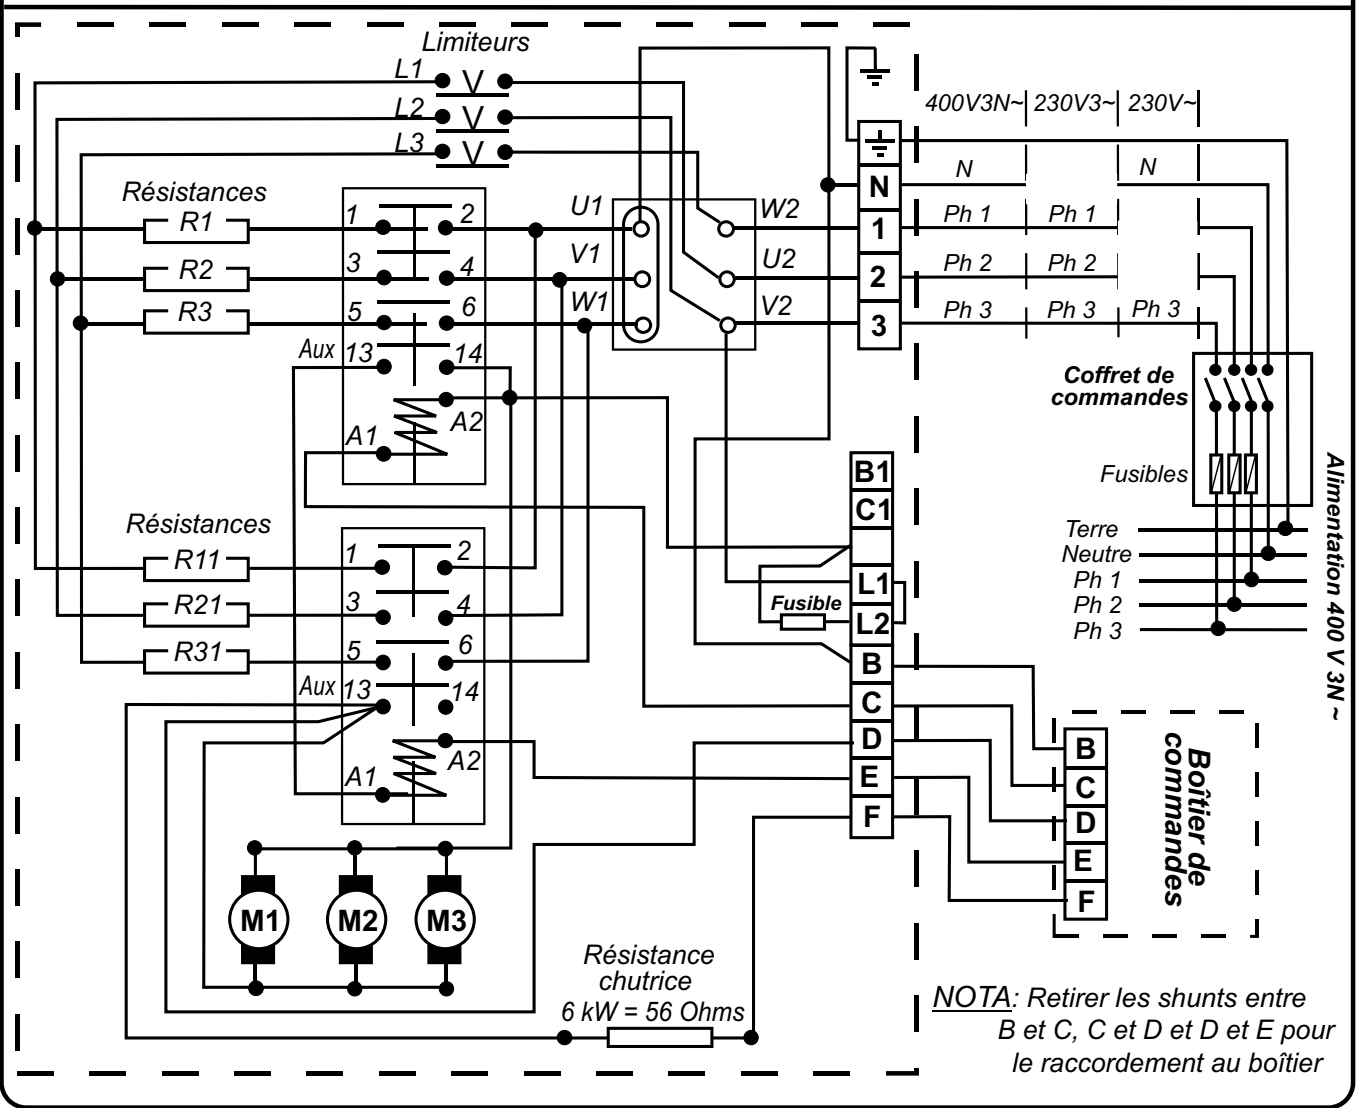 Limiteurs
L1 V
L2 V
L3 V
400V3N~ 230V3~ 230V~
N N N
Résistances
R1 1 2 U1 W2 1 Ph 1 Ph 1
R2 3 4 V1 U2 2 Ph 2 Ph 2
R3 5 6 W1 V2 3 Ph 3 Ph 3 Ph 3
Aux 13 14
A1 A2
Coffret de
commandes
Fusibles
Terre
Neutre
Ph 1
Ph 2
Ph 3
Alimentation 400 V 3N ~
B1
C1
L1
Fusible L2
B
C
D
E
F
Résistances
R11 1 2
R21 3 4
R31 5 6
Aux 13 14
A1 A2
B
C
D
E
F
Boîtier de
commandes
M1 M2 M3
Résistance
chutrice
6 kW = 56 Ohms
NOTA: Retirer les shunts entre
B et C, C et D et D et E pour
le raccordement au boîtier